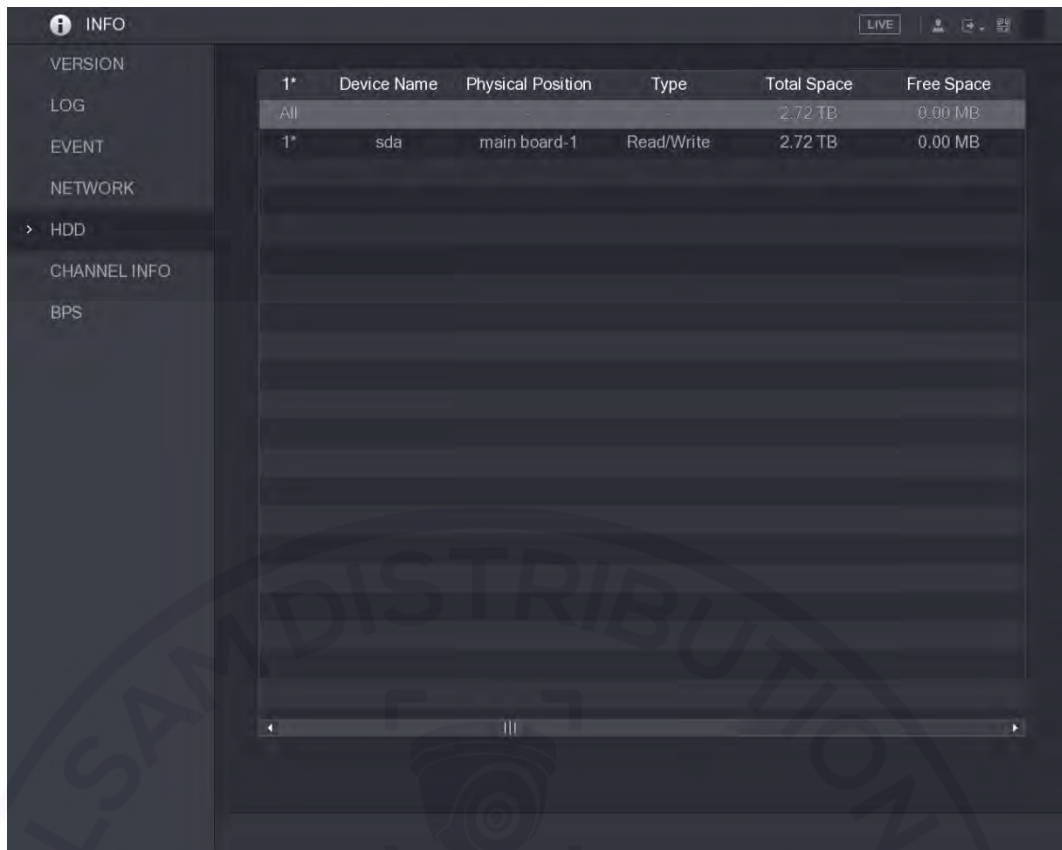 INFO
LIVE
VERSION
LOG
EVENT
NETWORK
> HDD
CHANNEL INFO
BPS
1* Device Name Physical Position Type Total Space Free Space
All - - - 2.72 TB 0.00 MB
1* sda main board-1 Read/Write 2.72 TB 0.00 MB
LSAMDISTRIBUTION